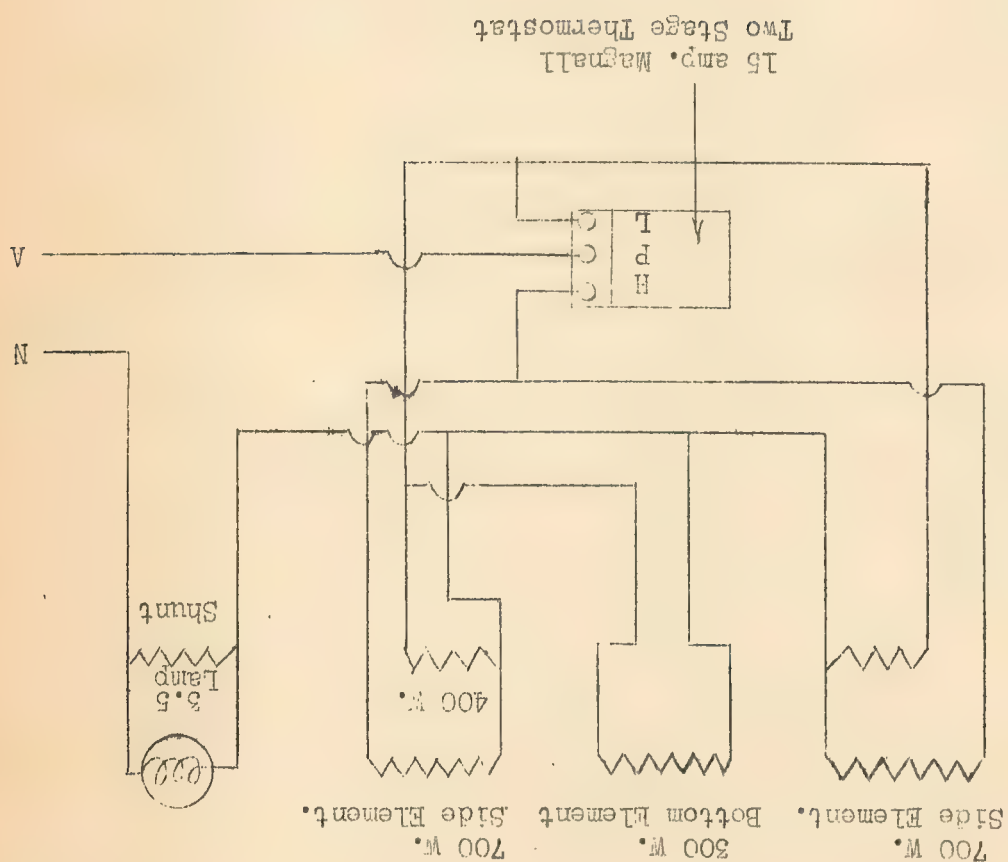 700 W.
Side Element.
300 W.
Bottom Element
700 W.
Side Element.
400 W.
3.5
Lamp
Shunt
N
H
P
A
L
15 amp. Magnall
Two Stage Thermostat